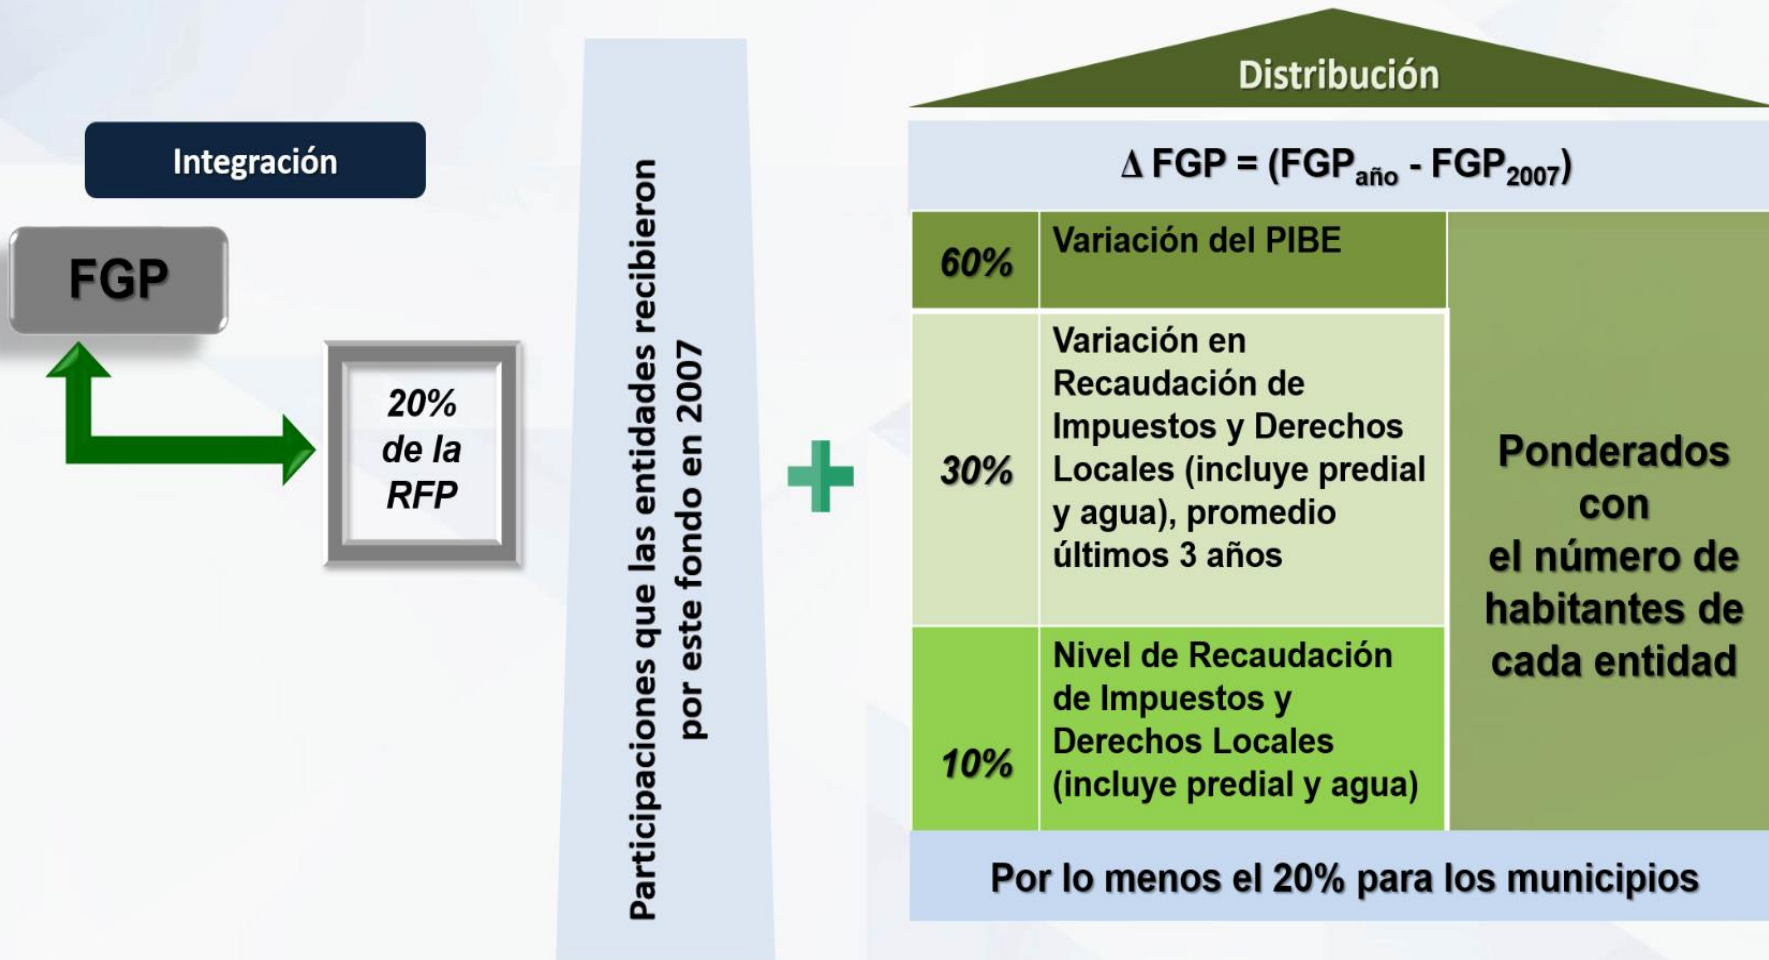 Integración
FGP
20%
de la
RFP
Participaciones que las entidades recibieron
por este fondo en 2007
Distribución
Δ FGP = (FGPaño - FGP2007)
60%
Variación del PIBE
30%
Variación en
Recaudación de
Impuestos y Derechos
Locales (incluye predial
y agua), promedio
últimos 3 años
10%
Nivel de Recaudación
de Impuestos y
Derechos Locales
(incluye predial y agua)
Ponderados
con
el número de
habitantes de
cada entidad
Por lo menos el 20% para los municipios